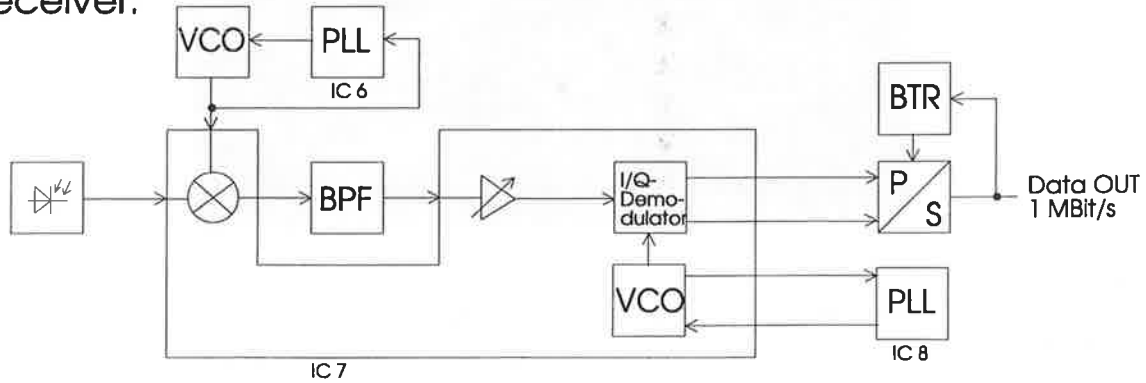 eceiver.
VCO
PLL
IC 6
BTR
BPF
I/Q-
Demo-
dulator
P
S
Data OUT
1 MBit/s
VCO
PLL
IC 8
IC 7